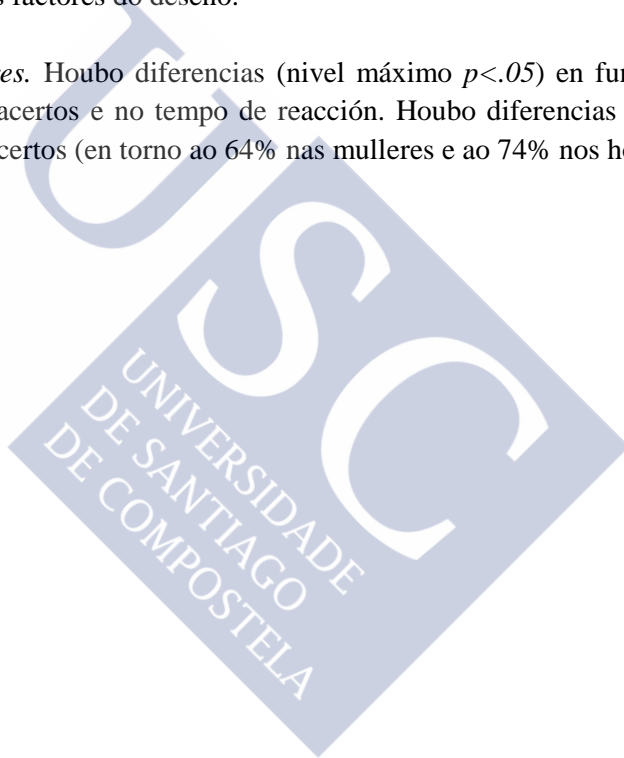 factores do deseño.
es. Houbo diferencias (nivel máximo p<.05) en fun
acertos e no tempo de reacción. Houbo diferencias
certos (en torno ao 64% nas mulleres e ao 74% nos h
USC
UNIVERSIDADE
DE SANTIAGO
DE COMPOSTELA